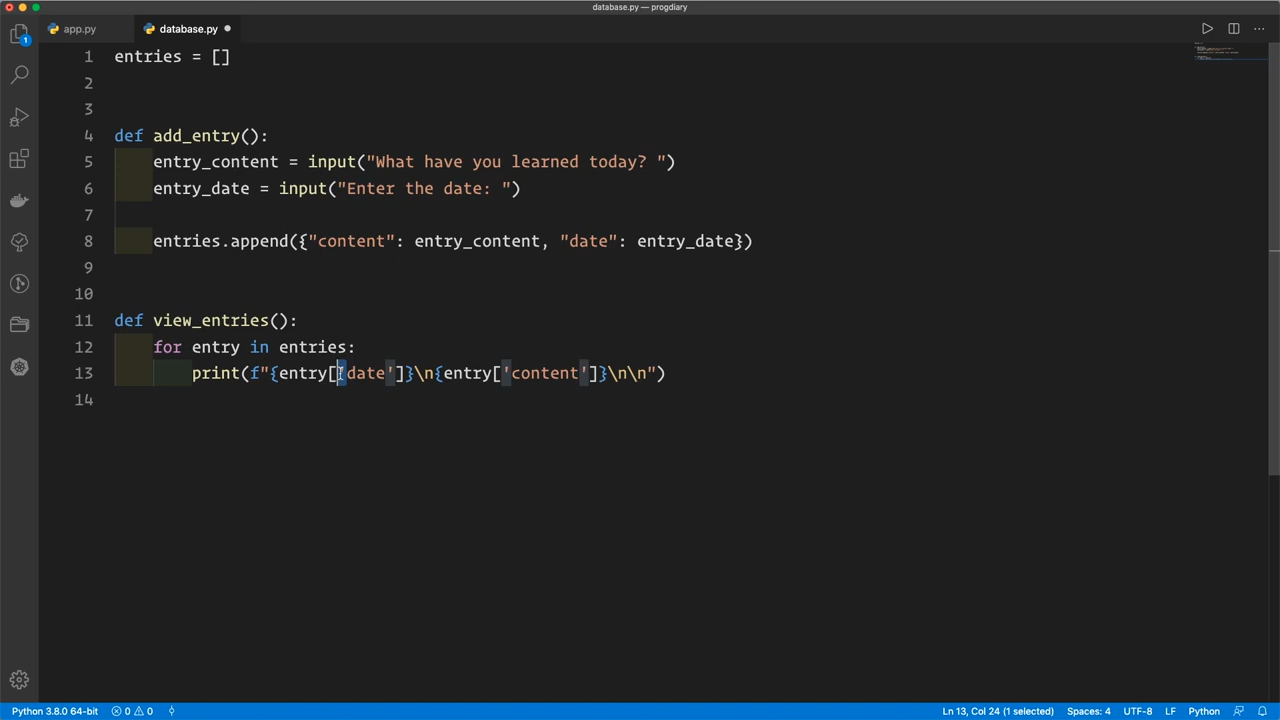 database.py — progdiary
app.py
database.py
1 entries = []
2
3
4 def add_entry():
5     entry_content = input("What have you learned today? ")
6     entry_date = input("Enter the date: ")
7
8     entries.append({"content": entry_content, "date": entry_date})
9
10
11 def view_entries():
12     for entry in entries:
13         print(f"{entry['date']}\n{entry['content']}\n\n")
14
1
Python 3.8.0 64-bit 0 0 Ln 13, Col 24 (1 selected) Spaces: 4 UTF-8 LF Python